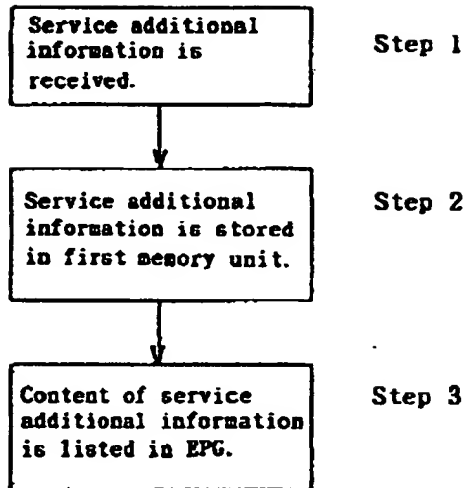 Service additional
information is
received.
Step 1
Service additional
information is stored
in first memory unit.
Step 2
Content of service
additional information
is listed in EPG.
Step 3